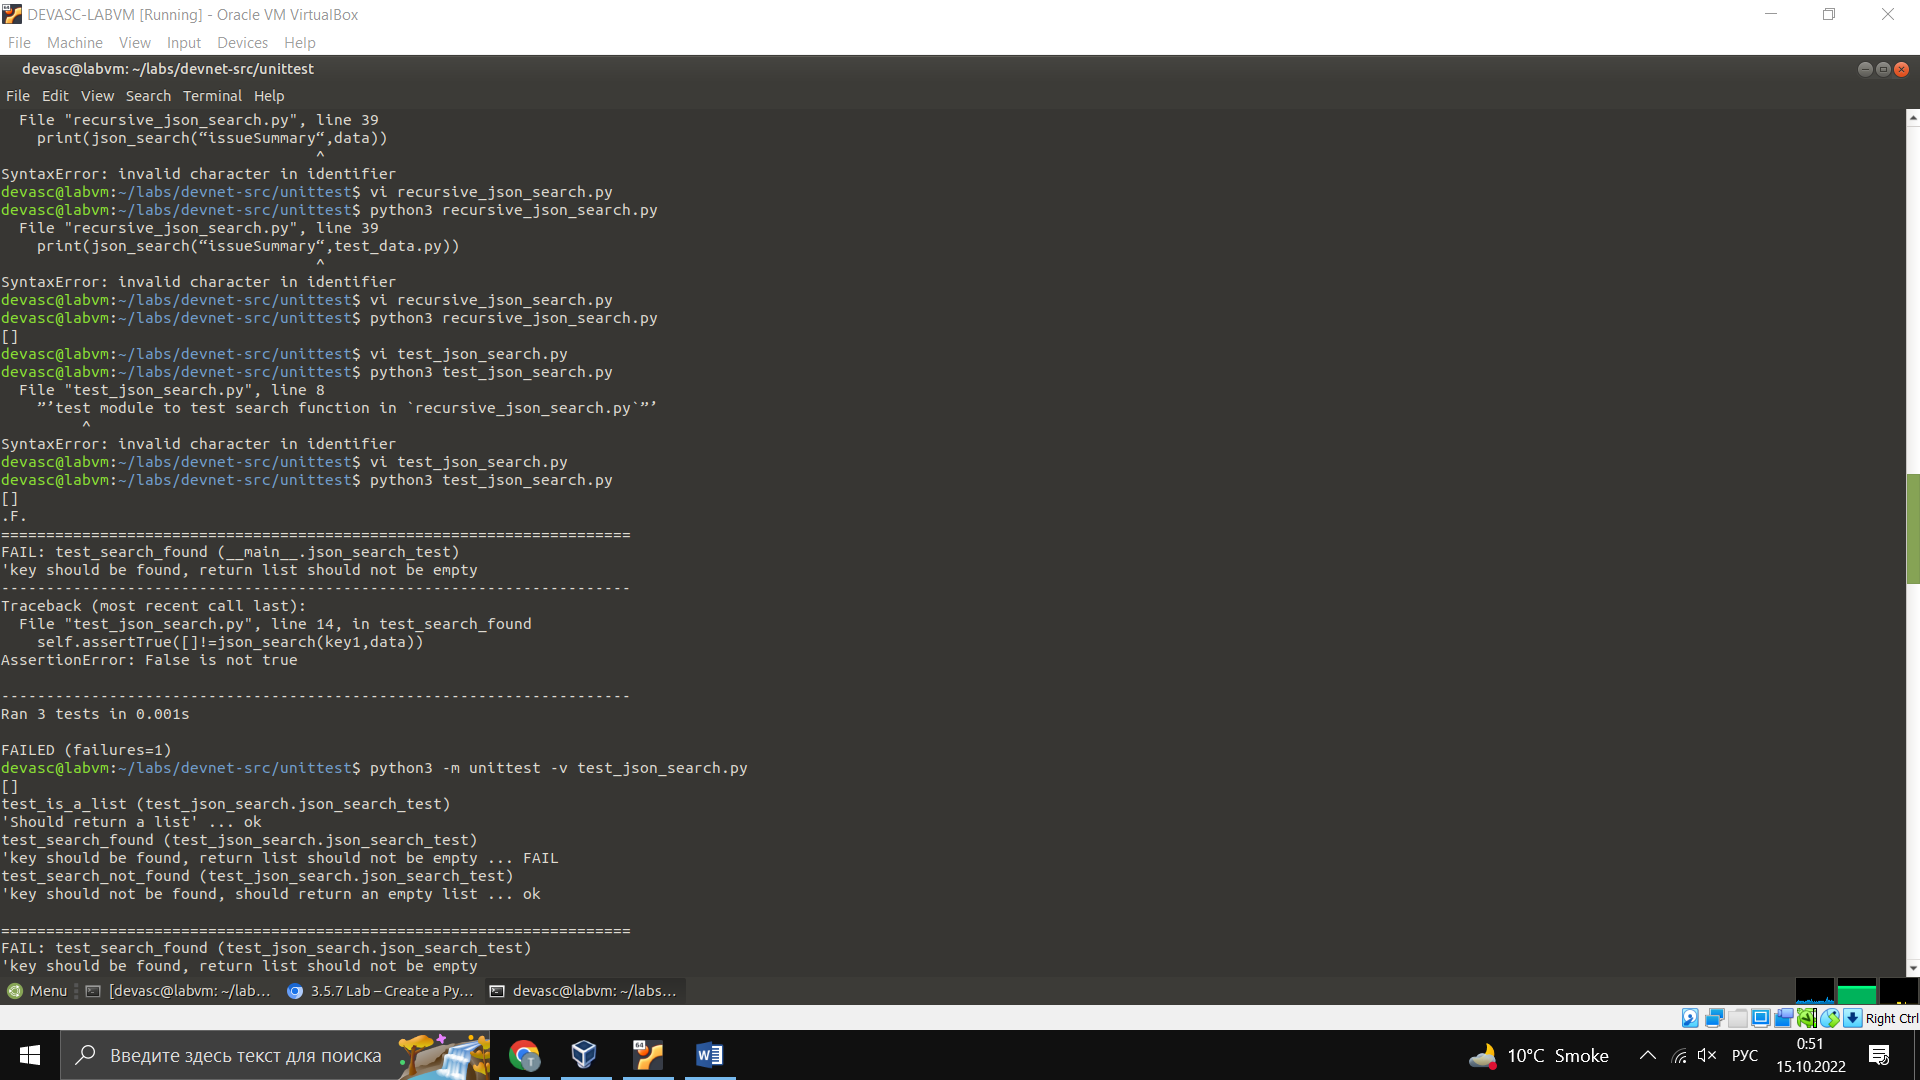 DEVASC-LABVM [Running] - Oracle VM VirtualBox
File Machine View Input Devices Help
devasc@labvm: ~/labs/devnet-src/unittest
File Edit View Search Terminal Help
File "recursive_json_search.py", line 39
print(json_search(“issueSummary“,data))
^
SyntaxError: invalid character in identifier
devasc@labvm:~/labs/devnet-src/unittest$ vi recursive_json_search.py
devasc@labvm:~/labs/devnet-src/unittest$ python3 recursive_json_search.py
File "recursive_json_search.py", line 39
print(json_search(“issueSummary“,test_data.py))
^
SyntaxError: invalid character in identifier
devasc@labvm:~/labs/devnet-src/unittest$ vi recursive_json_search.py
devasc@labvm:~/labs/devnet-src/unittest$ python3 recursive_json_search.py
[]
devasc@labvm:~/labs/devnet-src/unittest$ vi test_json_search.py
devasc@labvm:~/labs/devnet-src/unittest$ python3 test_json_search.py
File "test_json_search.py", line 8
”’test module to test search function in `recursive_json_search.py`”’
^
SyntaxError: invalid character in identifier
devasc@labvm:~/labs/devnet-src/unittest$ vi test_json_search.py
devasc@labvm:~/labs/devnet-src/unittest$ python3 test_json_search.py
[]
.F.
======================================================================
FAIL: test_search_found (__main__.json_search_test)
'key should be found, return list should not be empty
----------------------------------------------------------------------
Traceback (most recent call last):
File "test_json_search.py", line 14, in test_search_found
self.assertTrue([]!=json_search(key1,data))
AssertionError: False is not true
----------------------------------------------------------------------
Ran 3 tests in 0.001s
FAILED (failures=1)
devasc@labvm:~/labs/devnet-src/unittest$ python3 -m unittest -v test_json_search.py
[]
test_is_a_list (test_json_search.json_search_test)
'Should return a list' ... ok
test_search_found (test_json_search.json_search_test)
'key should be found, return list should not be empty ... FAIL
test_search_not_found (test_json_search.json_search_test)
'key should not be found, should return an empty list ... ok
======================================================================
FAIL: test_search_found (test_json_search.json_search_test)
'key should be found, return list should not be empty
Menu [devasc@labvm: ~/lab... 3.5.7 Lab – Create a Py... devasc@labvm: ~/labs...
Right Ctrl
Введите здесь текст для поиска
10°C Smoke
РУС
0:51
15.10.2022